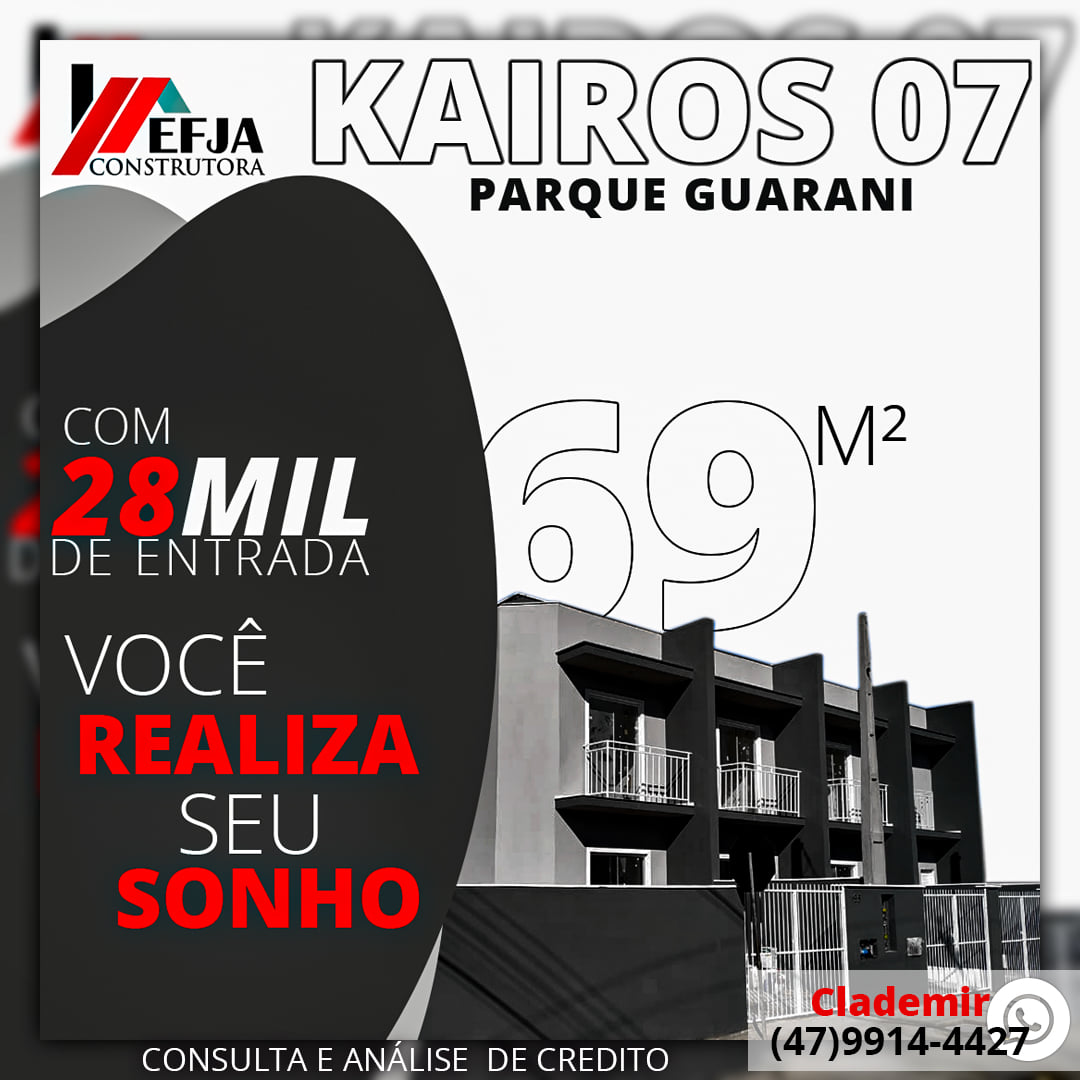 EFJA
CONSTRUTORA
KAIROS 07
PARQUE GUARANI
COM
28MIL
DE ENTRADA
69 M²
VOCÊ
REALIZA
SEU
SONHO
Clademir
(47)9914-4427
CONSULTA E ANÁLISE DE CREDITO